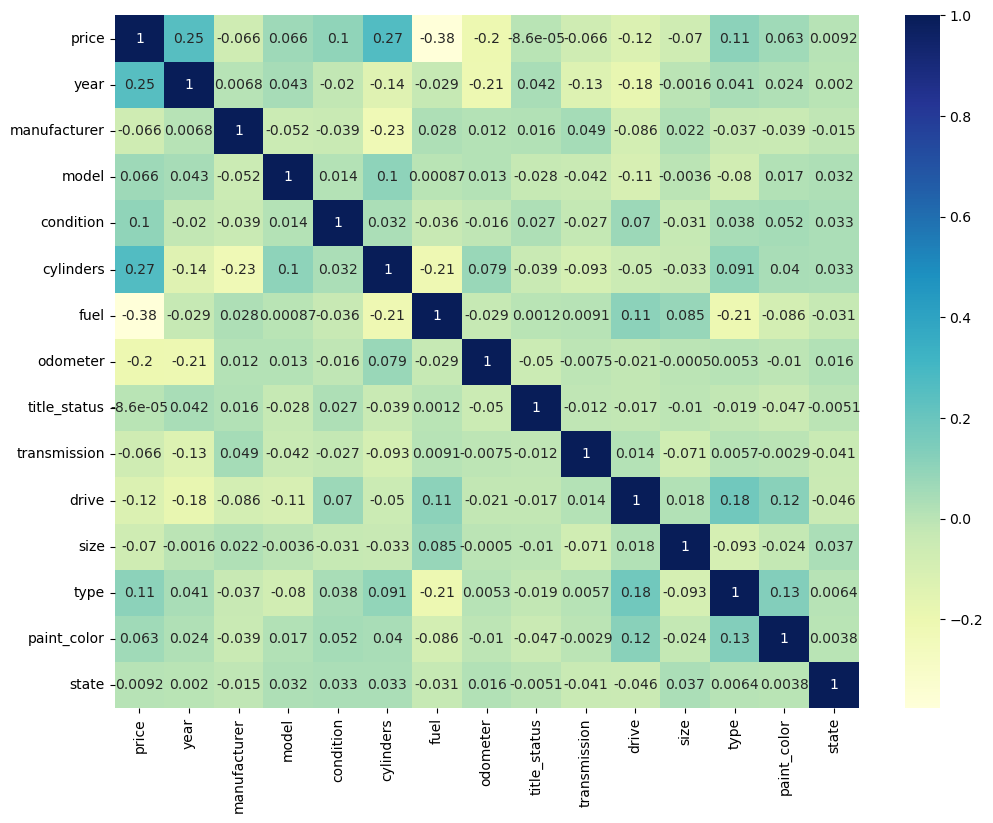 price 1 0.25 -0.066 0.066 0.1 0.27 -0.38 -0.2 -8.6e-05 -0.066 -0.12 -0.07 0.11 0.063 0.0092
year 0.25 1 0.0068 0.043 -0.02 -0.14 -0.029 -0.21 0.042 -0.13 -0.18 -0.0016 0.041 0.024 0.002
manufacturer -0.066 0.0068 1 -0.052 -0.039 -0.23 0.028 0.012 0.016 0.049 -0.086 0.022 -0.037 -0.039 -0.015
model 0.066 0.043 -0.052 1 0.014 0.1 0.00087 0.013 -0.028 -0.042 -0.11 -0.0036 -0.08 0.017 0.032
condition 0.1 -0.02 -0.039 0.014 1 0.032 -0.036 -0.016 0.027 -0.027 0.07 -0.031 0.038 0.052 0.033
cylinders 0.27 -0.14 -0.23 0.1 0.032 1 -0.21 0.079 -0.039 -0.093 -0.05 -0.033 0.091 0.04 0.033
fuel -0.38 -0.029 0.028 0.00087 -0.036 -0.21 1 -0.029 0.0012 0.0091 0.11 0.085 -0.21 -0.086 -0.031
odometer -0.2 -0.21 0.012 0.013 -0.016 0.079 -0.029 1 -0.05 -0.0075 -0.021 -0.0005 0.0053 -0.01 0.016
title_status -8.6e-05 0.042 0.016 -0.028 0.027 -0.039 0.0012 -0.05 1 -0.012 -0.017 -0.01 -0.019 -0.047 -0.0051
transmission -0.066 -0.13 0.049 -0.042 -0.027 -0.093 0.0091 -0.0075 -0.012 1 0.014 -0.071 0.0057 -0.0029 -0.041
drive -0.12 -0.18 -0.086 -0.11 0.07 -0.05 0.11 -0.021 -0.017 0.014 1 0.018 0.18 0.12 -0.046
size -0.07 -0.0016 0.022 -0.0036 -0.031 -0.033 0.085 -0.0005 -0.01 -0.071 0.018 1 -0.093 -0.024 0.037
type 0.11 0.041 -0.037 -0.08 0.038 0.091 -0.21 0.0053 -0.019 0.0057 0.18 -0.093 1 0.13 0.0064
paint_color 0.063 0.024 -0.039 0.017 0.052 0.04 -0.086 -0.01 -0.047 -0.0029 0.12 -0.024 0.13 1 0.0038
state 0.0092 0.002 -0.015 0.032 0.033 0.033 -0.031 0.016 -0.0051 -0.041 -0.046 0.037 0.0064 0.0038 1
price
year
manufacturer
model
condition
cylinders
fuel
odometer
title_status
transmission
drive
size
type
paint_color
state
1.0
0.8
0.6
0.4
0.2
0.0
−0.2